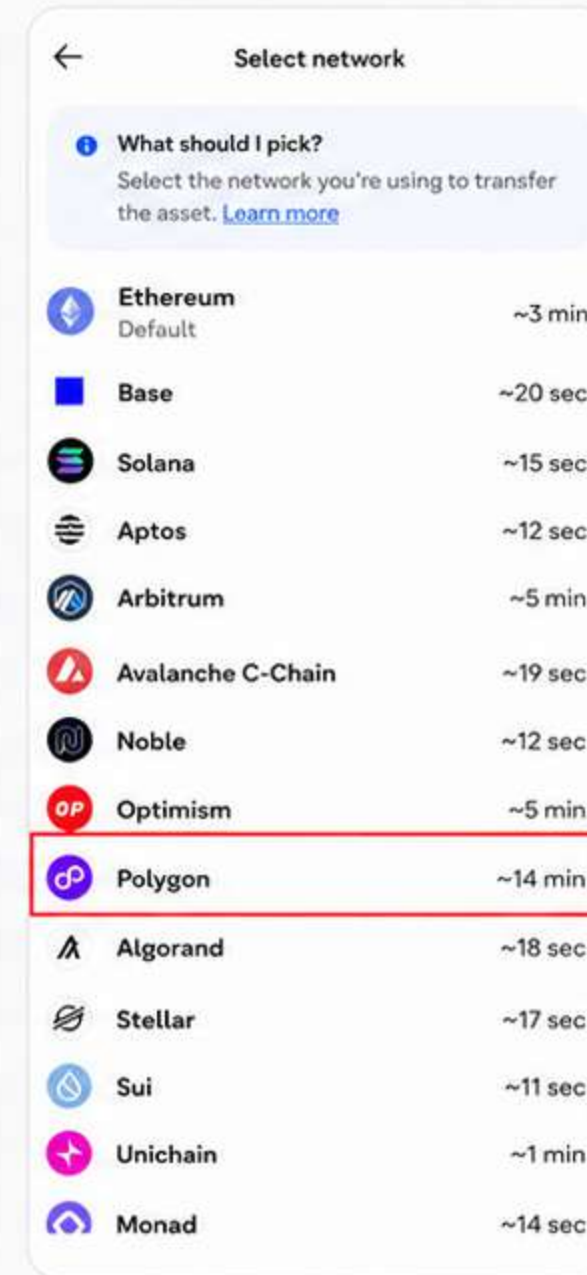 Select network
What should I pick?
Select the network you're using to transfer
the asset. Learn more
Ethereum
Default
~3 min
Base
~20 sec
Solana
~15 sec
Aptos
~12 sec
Arbitrum
~5 min
Avalanche C-Chain
~19 sec
Noble
~12 sec
OP
Optimism
~5 min
Polygon
~14 min
Algorand
~18 sec
Stellar
~17 sec
Sui
~11 sec
Unichain
~1 min
Monad
~14 sec